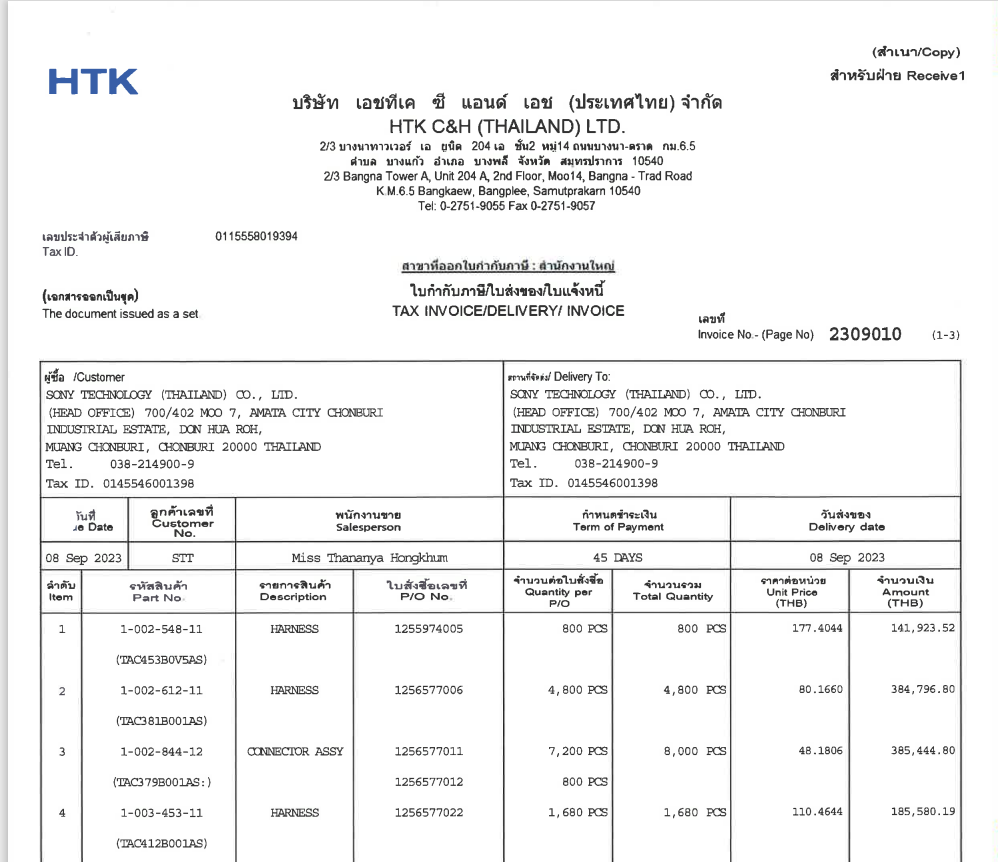 (สำเนา/Copy)
HTK
สำหรับฝ่าย Receive1
บริษัท เอชทีเค ซี แอนด์ เอช (ประเทศไทย) จำกัด
HTK C&H (THAILAND) LTD.
2/3 บางนาทาวเวอร์ เอ ยูนิต 204 เอ ชั้น2 หมู่14 ถนนบางนา-ตราด กม.6.5
ตำบล บางแก้ว อำเภอ บางพลี จังหวัด สมุทรปราการ 10540
2/3 Bangna Tower A, Unit 204 A, 2nd Floor, Moo14, Bangna - Trad Road
K.M.6.5 Bangkaew, Bangplee, Samutprakarn 10540
Tel: 0-2751-9055 Fax 0-2751-9057
เลขประจำตัวผู้เสียภาษี 0115558019394
Tax ID.
สาขาที่ออกใบกำกับภาษี : สำนักงานใหญ่
(เอกสารออกเป็นชุด) ใบกำกับภาษี/ใบส่งของ/ใบแจ้งหนี้
The document issued as a set TAX INVOICE/DELIVERY/ INVOICE
เลขที่
Invoice No.- (Page No) 2309010 (1-3)
ผู้ซื้อ /Customer
SONY TECHNOLOGY (THAILAND) CO., LTD.
(HEAD OFFICE) 700/402 MOO 7, AMATA CITY CHONBURI
INDUSTRIAL ESTATE, DON HUA ROH,
MUANG CHONBURI, CHONBURI 20000 THAILAND
Tel. 038-214900-9
Tax ID. 0145546001398
สถานที่จัดส่ง/ Delivery To:
SONY TECHNOLOGY (THAILAND) CO., LTD.
(HEAD OFFICE) 700/402 MOO 7, AMATA CITY CHONBURI
INDUSTRIAL ESTATE, DON HUA ROH,
MUANG CHONBURI, CHONBURI 20000 THAILAND
Tel. 038-214900-9
Tax ID. 0145546001398
วันที่ ลูกค้าเลขที่ พนักงานขาย กำหนดชำระเงิน วันส่งของ
Date Customer No. Salesperson Term of Payment Delivery date
08 Sep 2023 STT Miss Thananya Hongkhum 45 DAYS 08 Sep 2023
ลำดับ รหัสสินค้า รายการสินค้า ใบสั่งซื้อเลขที่ จำนวนต่อใบสั่งซื้อ จำนวนรวม ราคาต่อหน่วย จำนวนเงิน
Item Part No. Description P/O No. Quantity per P/O Total Quantity Unit Price (THB) Amount (THB)
1 1-002-548-11 HARNESS 1255974005 800 PCS 800 PCS 177.4044 141,923.52
(TAC453B0V5AS)
2 1-002-612-11 HARNESS 1256577006 4,800 PCS 4,800 PCS 80.1660 384,796.80
(TAC381B001AS)
3 1-002-844-12 CONNECTOR ASSY 1256577011 7,200 PCS 8,000 PCS 48.1806 385,444.80
(TAC379B001AS:) 1256577012 800 PCS
4 1-003-453-11 HARNESS 1256577022 1,680 PCS 1,680 PCS 110.4644 185,580.19
(TAC412B001AS)